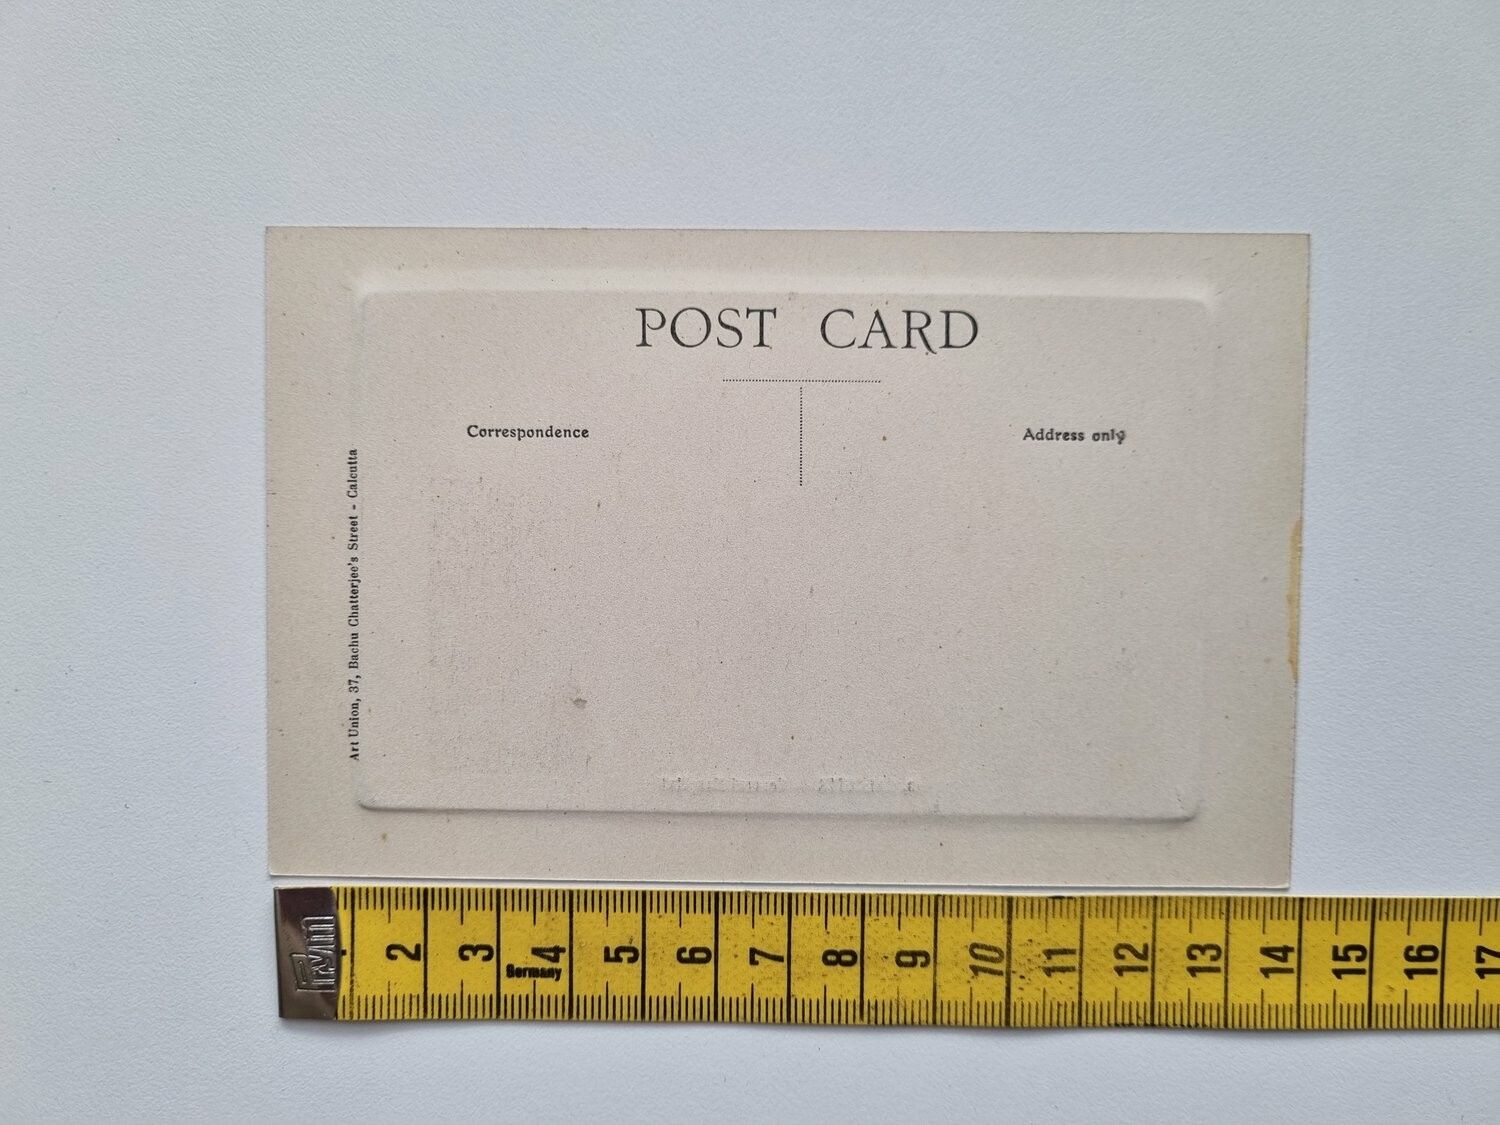 POST CARD
Correspondence
Address only
Art Union, 37, Bachu Chatterjee's Street - Calcutta
Prym
2 3 4 5 6 7 8 9 10 11 12 13 14 15 16 17
Germany